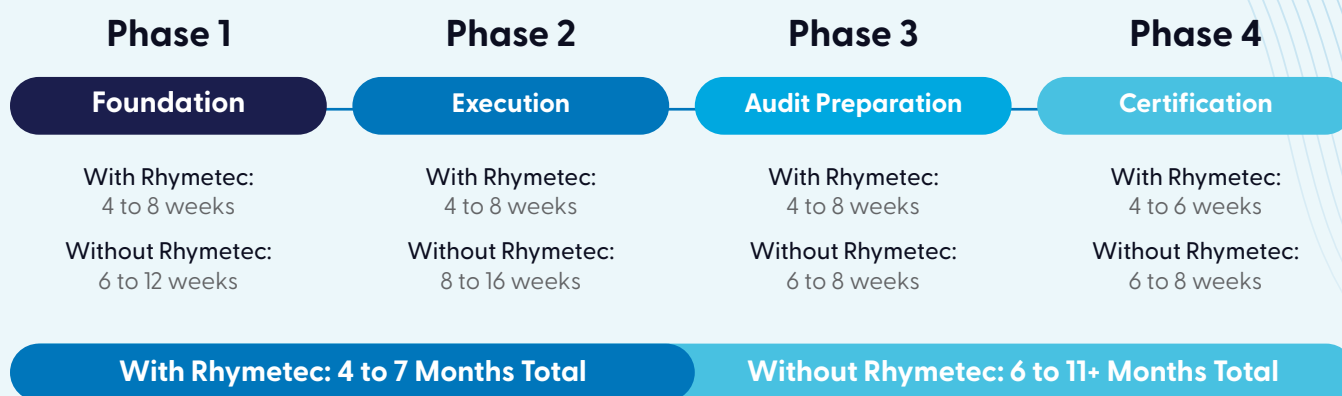 Phase 1
Phase 2
Phase 3
Phase 4
Foundation
Execution
Audit Preparation
Certification
With Rhymetec:
4 to 8 weeks
Without Rhymetec:
6 to 12 weeks
With Rhymetec:
4 to 8 weeks
Without Rhymetec:
8 to 16 weeks
With Rhymetec:
4 to 8 weeks
Without Rhymetec:
6 to 8 weeks
With Rhymetec:
4 to 6 weeks
Without Rhymetec:
6 to 8 weeks
With Rhymetec: 4 to 7 Months Total
Without Rhymetec: 6 to 11+ Months Total